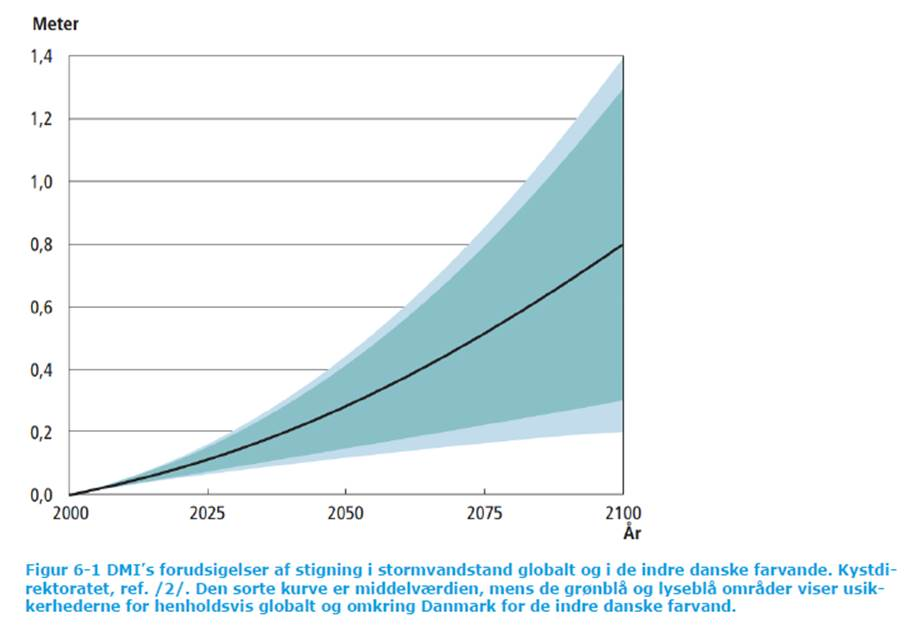 Meter
1,4
1,2
1,0
0,8
0,6
0,4
0,2
0,0
2000 2025 2050 2075 2100
År
Figur 6-1 DMI's forudsigelser af stigning i stormvandstand globalt og i de indre danske farvande. Kystdi-
rektoratet, ref. /2/. Den sorte kurve er middelværdien, mens de grønblå og lyseblå områder viser usik-
kerhederne for henholdsvis globalt og omkring Danmark for de indre danske farvand.